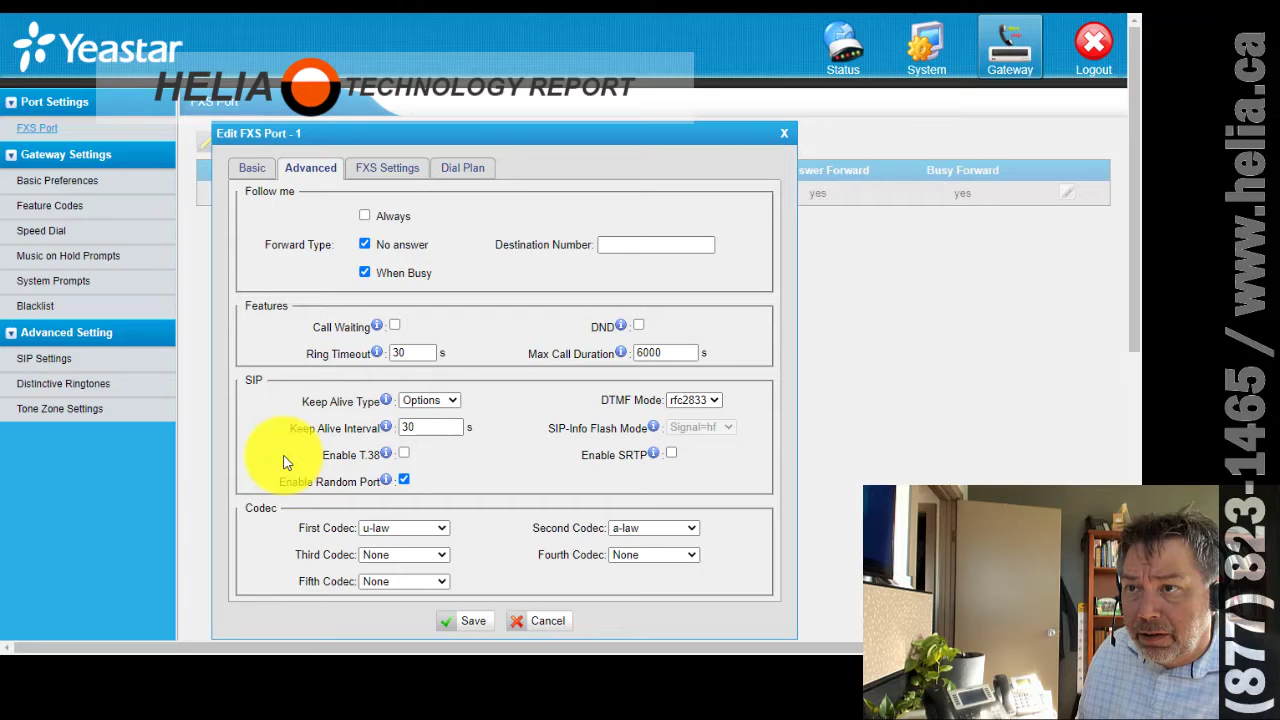 Yeastar
HELIA TECHNOLOGY REPORT
Status
System
Gateway
Logout
Port Settings
FXS Port
Gateway Settings
Basic Preferences
Feature Codes
Speed Dial
Music on Hold Prompts
System Prompts
Blacklist
Advanced Setting
SIP Settings
Distinctive Ringtones
Tone Zone Settings
FXS Port
Edit FXS Port - 1 X
Basic Advanced FXS Settings Dial Plan
Follow me
Always
Forward Type: No answer Destination Number:
When Busy
Features
Call Waiting : DND :
Ring Timeout : 30 s Max Call Duration : 6000 s
SIP
Keep Alive Type : Options DTMF Mode: rfc2833
Keep Alive Interval : 30 s SIP-Info Flash Mode : Signal=hf
Enable T.38 : Enable SRTP :
Enable Random Port :
Codec
First Codec: u-law Second Codec: a-law
Third Codec: None Fourth Codec: None
Fifth Codec: None
Save Cancel
swer Forward Busy Forward
yes yes
(877) 823-1465 / www.helia.ca